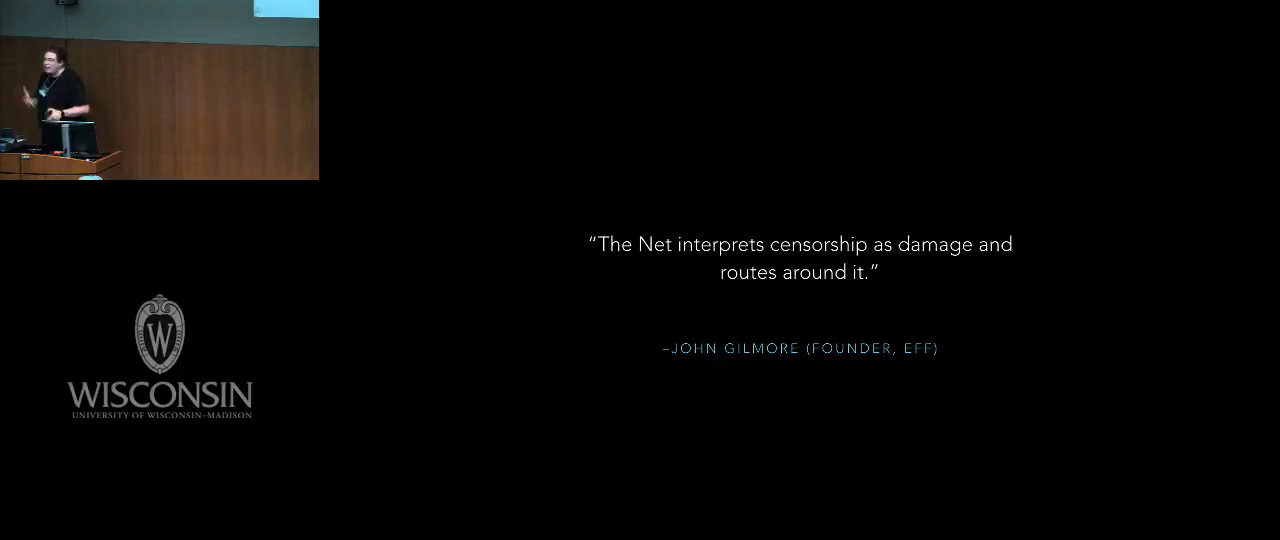 “The Net interprets censorship as damage and
routes around it.”
–JOHN GILMORE (FOUNDER, EFF)
W
WISCONSIN
UNIVERSITY OF WISCONSIN–MADISON